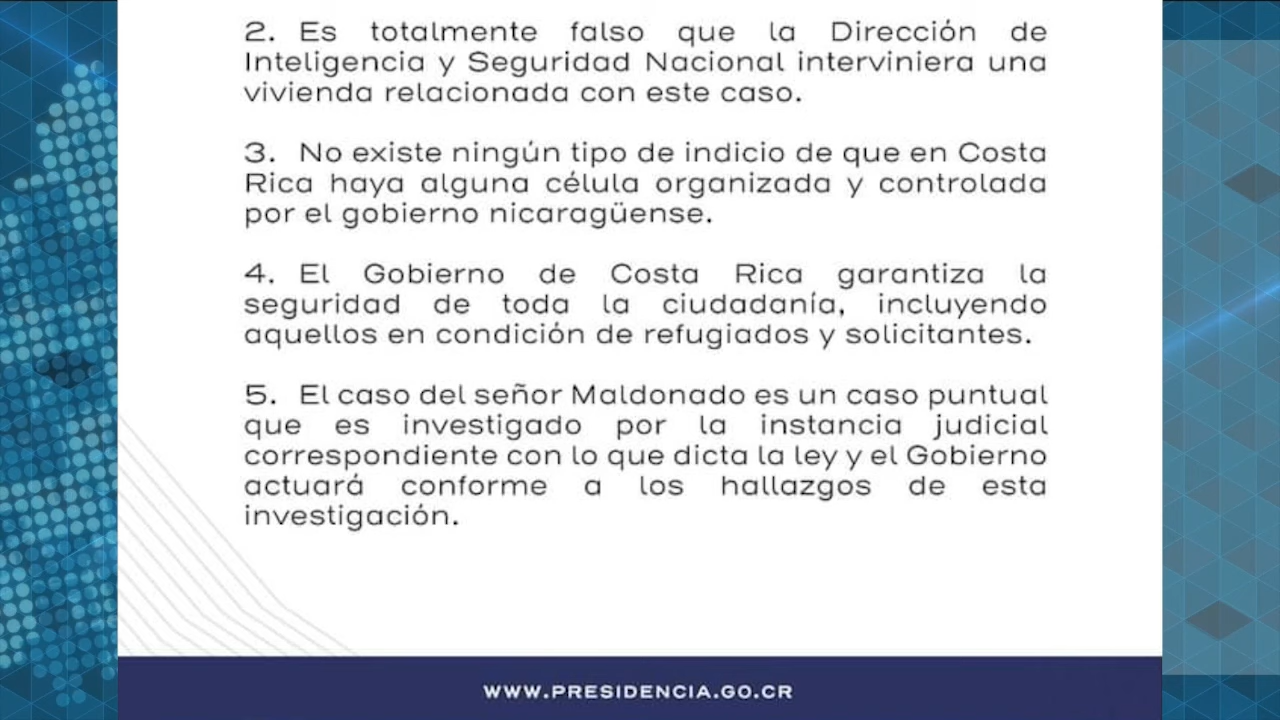 2. Es totalmente falso que la Dirección de
Inteligencia y Seguridad Nacional interviniera una
vivienda relacionada con este caso.
3. No existe ningún tipo de indicio de que en Costa
Rica haya alguna célula organizada y controlada
por el gobierno nicaragüense.
4. El Gobierno de Costa Rica garantiza la
seguridad de toda la ciudadanía, incluyendo
aquellos en condición de refugiados y solicitantes.
5. El caso del señor Maldonado es un caso puntual
que es investigado por la instancia judicial
correspondiente con lo que dicta la ley y el Gobierno
actuará conforme a los hallazgos de esta
investigación.
WWW.PRESIDENCIA.GO.CR